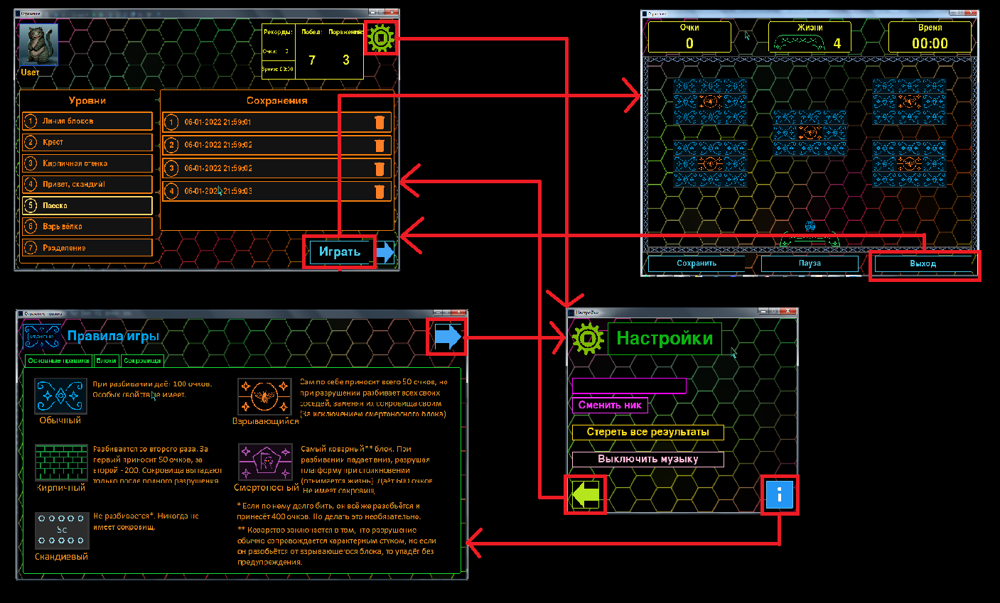 Отражение
Рекорды:
Побед:
Поражений:
Очки: 0
Время: 00:00
7
3
User
Уровни
1 Линия блоков
2 Крест
3 Кирпичная стенка
4 Привет, скандий!
5 Пасека
6 Взрывёлка
7 Разделение
Сохранения
1 06-01-2022 21:59:01
2 06-01-2022 21:59:02
3 06-01-2022 21:59:02
4 06-01-2022 21:59:03
Играть
Отражение
Очки
0
Жизни
4
Время
00:00
Сохранить
Пауза
Выход
Отражение: правила
Правила игры
Основные правила
Блоки
Сокровища
При разбивании даёт 100 очков.
Особых свойств не имеет.
Обычный
Сам по себе приносит всего 50 очков, но
при разрушении разбивает всех своих
соседей, заменяя их сокровища своим
(За исключением смертоносного блока)
Взрывающийся
Разбивается со второго раза. За
первый приносит 50 очков, за
второй - 200. Сокровища выпадают
только после полного разрушения
Кирпичный
Самый коварный** блок. При
разбивании падает вниз, разрушая
платформу при столкновении
(отнимается жизнь). Даёт 600 очков
Не имеет сокровищ
Смертоносный
Sc
Не разбивается*. Никогда не
имеет сокровищ.
Скандиевый
* Если по нему долго бить, он всё же разобьётся и
принесёт 400 очков. Но делать это необязательно.
** Коварство заключается в том, что разрушение
обычно сопровождается характерным стуком, но если
он разобьётся от взрывающегося блока, то упадёт без
предупреждения.
Настройки
Настройки
Сменить ник
Стереть все результаты
Выключить музыку
i